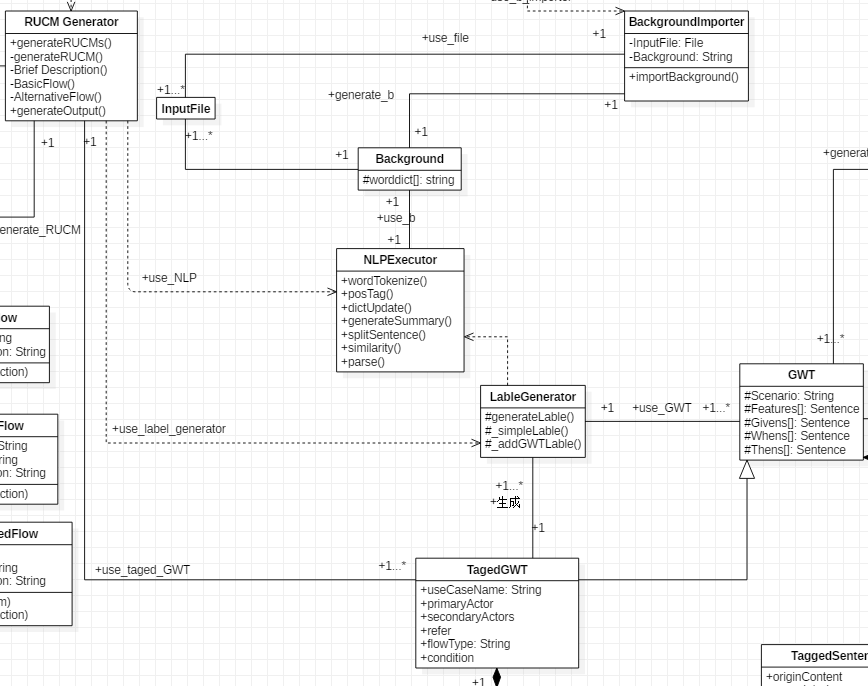 RUCM Generator
+generateRUCMs()
-generateRUCM()
-Brief Description()
-BasicFlow()
-AlternativeFlow()
+generateOutput()
+use_file
+1
BackgroundImporter
-InputFile: File
-Background: String
+importBackground()
+1...*
InputFile
+1...*
+generate_b
+1
+1
+1
Background
#worddict[]: string
+1
+use_b
+1
+1
+1
enerate_RUCM
+use_NLP
NLPExecutor
+wordTokenize()
+posTag()
+dictUpdate()
+generateSummary()
+splitSentence()
+similarity()
+parse()
+generat
+1...*
GWT
#Scenario: String
#Features[]: Sentence
#Givens[]: Sentence
#Whens[]: Sentence
#Thens[]: Sentence
LableGenerator
#generateLable()
#_simpleLable()
#_addGWTLable()
+1
+use_GWT
+1...*
+use_label_generator
ow
ng
on: String
ction)
Flow
String
ring
on: String
ction)
edFlow
ring
on: String
m)
ction)
+1...*
+生成
+1
+use_taged_GWT
+1...*
TagedGWT
+useCaseName: String
+primaryActor
+secondaryActors
+refer
+flowType: String
+condition
+1
TaggedSenter
+originContent